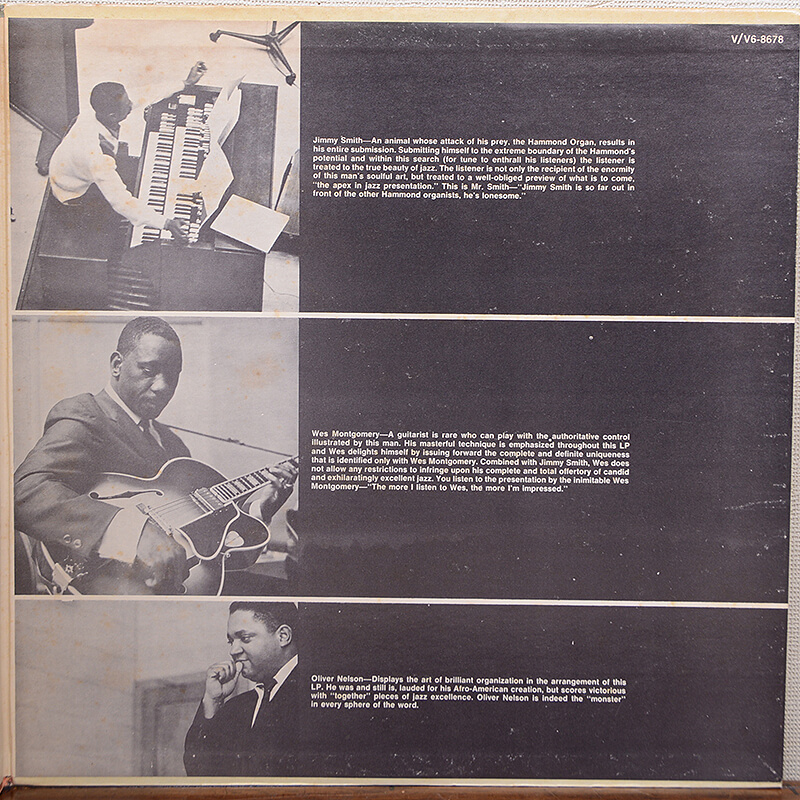 V/V6-8678
Jimmy Smith—An animal whose attack of his prey, the Hammond Organ, results in
his entire submission. Submitting himself to the extreme boundary of the Hammond's
potential and within this search (for tune to enthrall his listeners) the listener is
treated to the true beauty of jazz. The listener is not only the recipient of the enormity
of this man's soulful art, but treated to a well-obliged preview of what is to come,
"the apex in jazz presentation." This is Mr. Smith—"Jimmy Smith is so far out in
front of the other Hammond organists, he's lonesome."
Wes Montgomery—A guitarist is rare who can play with the authoritative control
illustrated by this man. His masterful technique is emphasized throughout this LP
and Wes delights himself by issuing forward the complete and definite uniqueness
that is identified only with Wes Montgomery. Combined with Jimmy Smith, Wes does
not allow any restrictions to infringe upon his complete and total offertory of candid
and exhilaratingly excellent jazz. You listen to the presentation by the inimitable Wes
Montgomery—"The more I listen to Wes, the more I'm impressed."
Oliver Nelson—Displays the art of brilliant organization in the arrangement of this
LP. He was and still is, lauded for his Afro-American creation, but scores victorious
with "together" pieces of jazz excellence. Oliver Nelson is indeed the "monster"
in every sphere of the word.